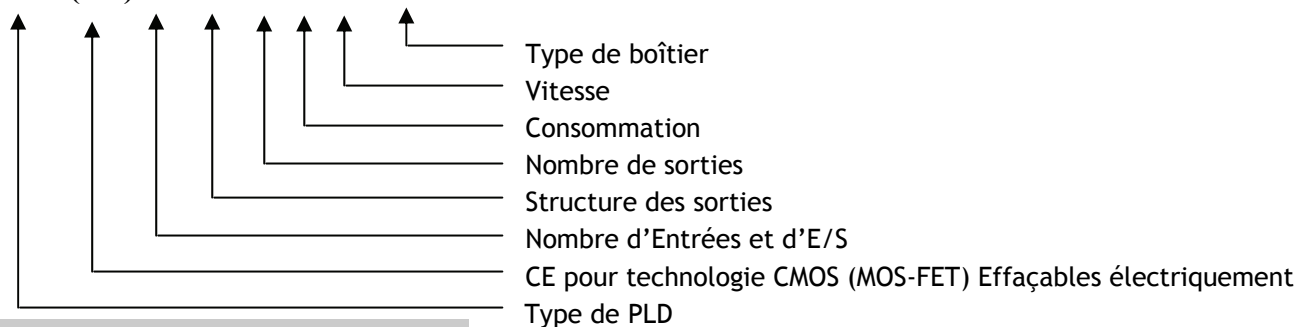 Type de boîtier
Vitesse
Consommation
Nombre de sorties
Structure des sorties
Nombre d’Entrées et d’E/S
CE pour technologie CMOS (MOS-FET) Effaçables électriquement
Type de PLD